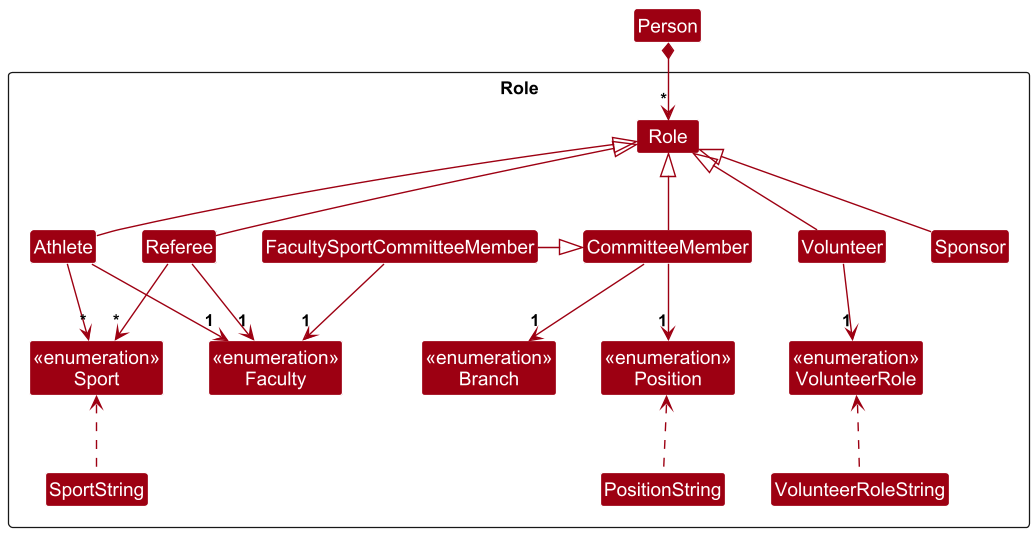 Person
Role
*
Role
Athlete
Referee
FacultySportCommitteeMember
CommitteeMember
Volunteer
Sponsor
*
*
1
1
1
1
1
1
«enumeration»
Sport
«enumeration»
Faculty
«enumeration»
Branch
«enumeration»
Position
«enumeration»
VolunteerRole
SportString
PositionString
VolunteerRoleString